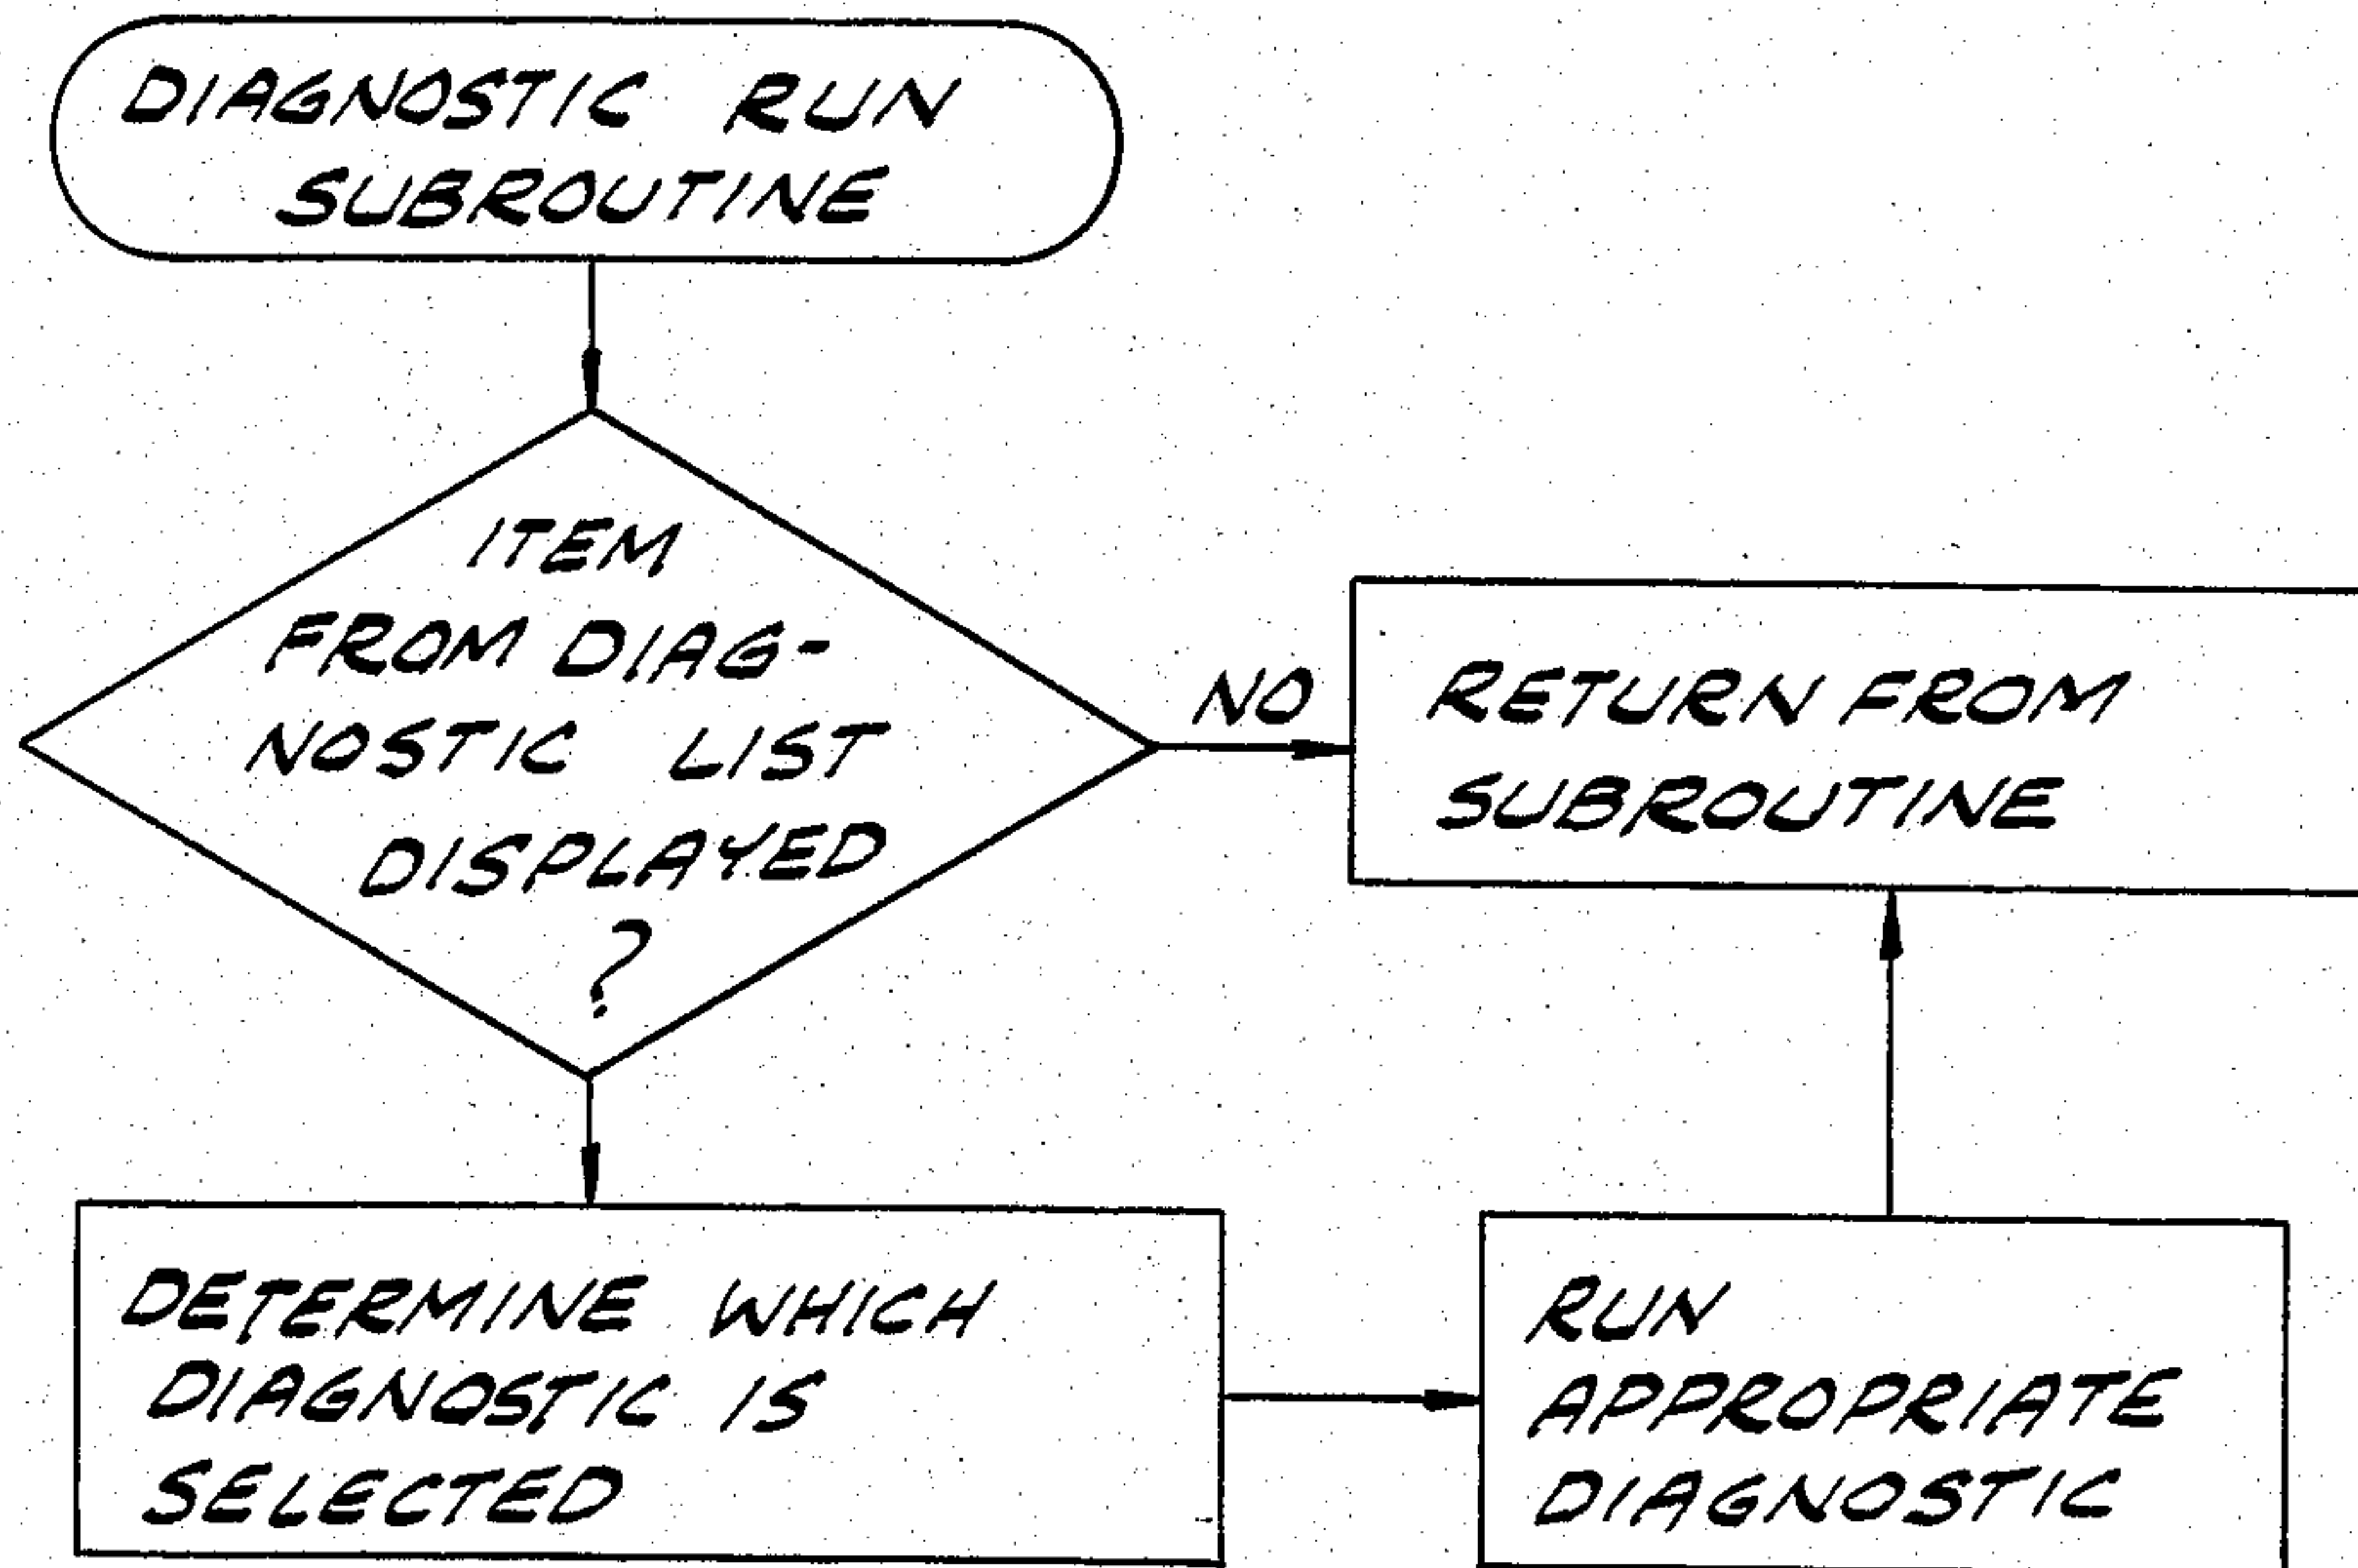 DIAGNOSTIC RUN
SUBROUTINE
ITEM
FROM DIAG-
NOSTIC LIST
DISPLAYED
?
NO
RETURN FROM
SUBROUTINE
DETERMINE WHICH
DIAGNOSTIC IS
SELECTED
RUN
APPROPRIATE
DIAGNOSTIC